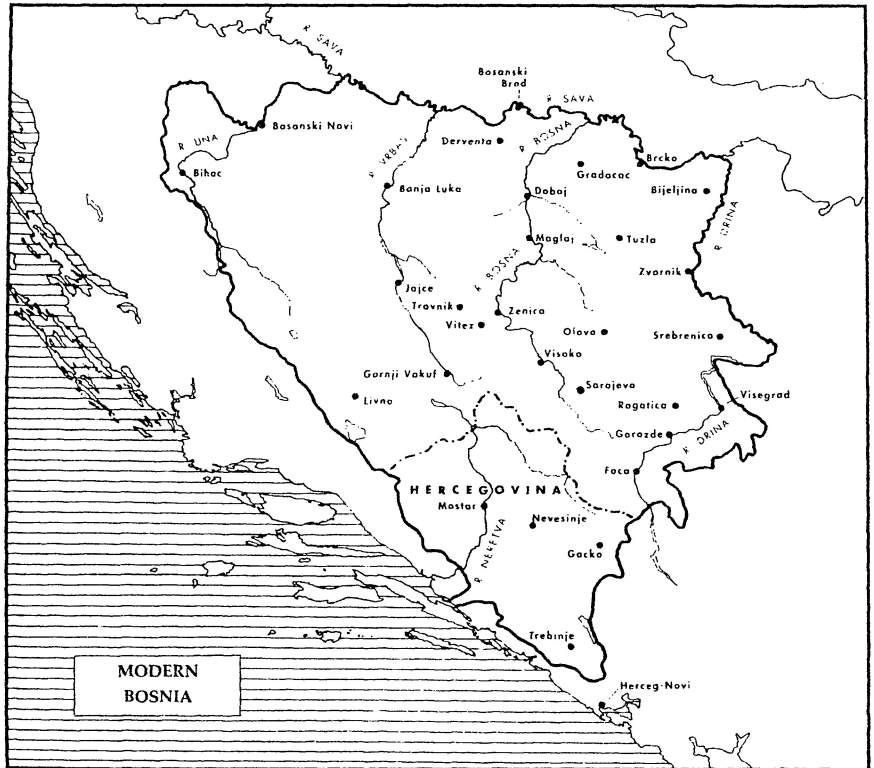 R SAVA
Bosanski
Brod
R SAVA
Bosanski Novi
R UNA
Derventa
R BOSNA
Brcko
Gradacac
Bihac
R VRBAS
Banja Luka
Doboj
Bijeljina
R DRINA
Maglaj
Tuzla
R BOSNA
Zvornik
Jajce
Travnik
Zenica
Vitez
Olovo
Srebrenica
Visoko
Gornji Vakuf
Sarajevo
Visegrad
Livno
Rogatica
Gorazde
R DRINA
Foca
HERCEGOVINA
Mostar
Nevesinje
R NERETVA
Gacko
Trebinje
MODERN
BOSNIA
Herceg-Novi